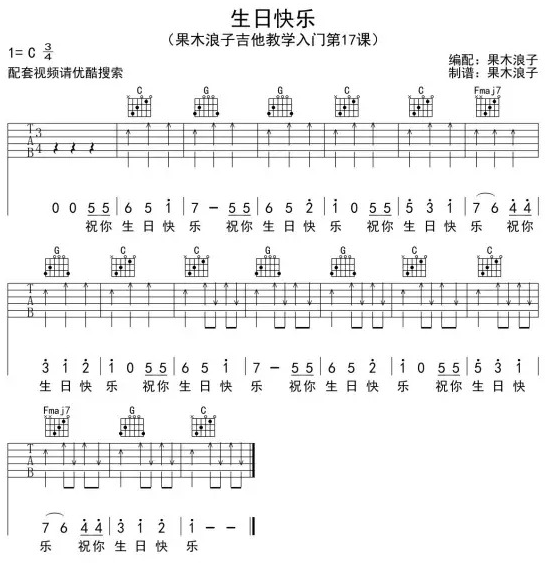 生日快乐
（果木浪子吉他教学入门第17课）
1= C 3/4
编配：果木浪子
配套视频请优酷搜索
制谱：果木浪子
C G G C C Fmaj7
T A B 3 4
0 0 5 5 6 5 1 7 – 5 5 6 5 2 1 0 5 5 5 3 1 7 6 4 4
祝你 生 日 快 乐 祝你 生 日 快 乐 祝你 生 日 快 乐 祝你
G C C G G C C
T A B
3 1 2 1 0 5 5 6 5 1 7 – 5 5 6 5 2 1 0 5 5 5 3 1
生 日 快 乐 祝你 生 日 快 乐 祝你 生 日 快 乐 祝你 生 日 快
Fmaj7 G C
T A B
7 6 4 4 3 1 2 1 – –
乐 祝你 生 日 快 乐